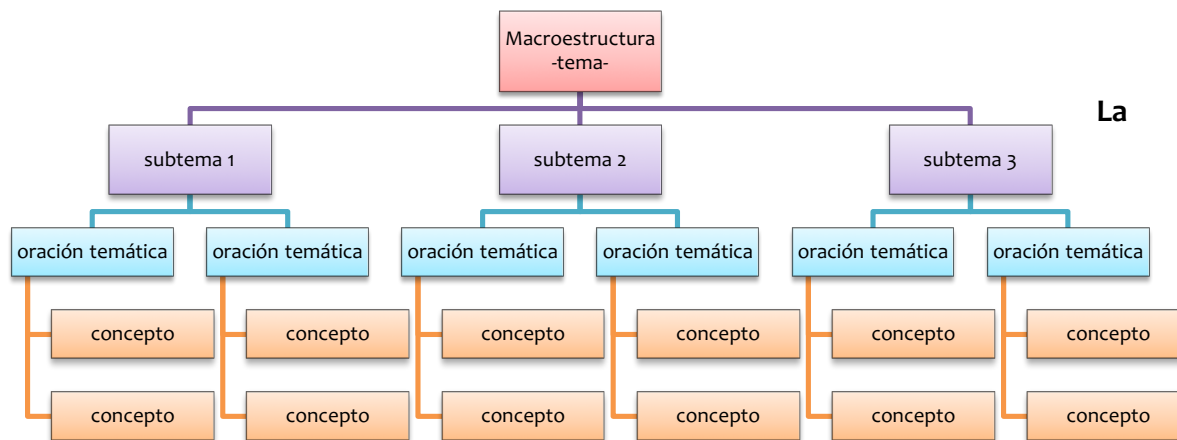 Macroestructura
-tema-
La
subtema 1
subtema 2
subtema 3
oración temática
oración temática
oración temática
oración temática
oración temática
oración temática
concepto
concepto
concepto
concepto
concepto
concepto
concepto
concepto
concepto
concepto
concepto
concepto